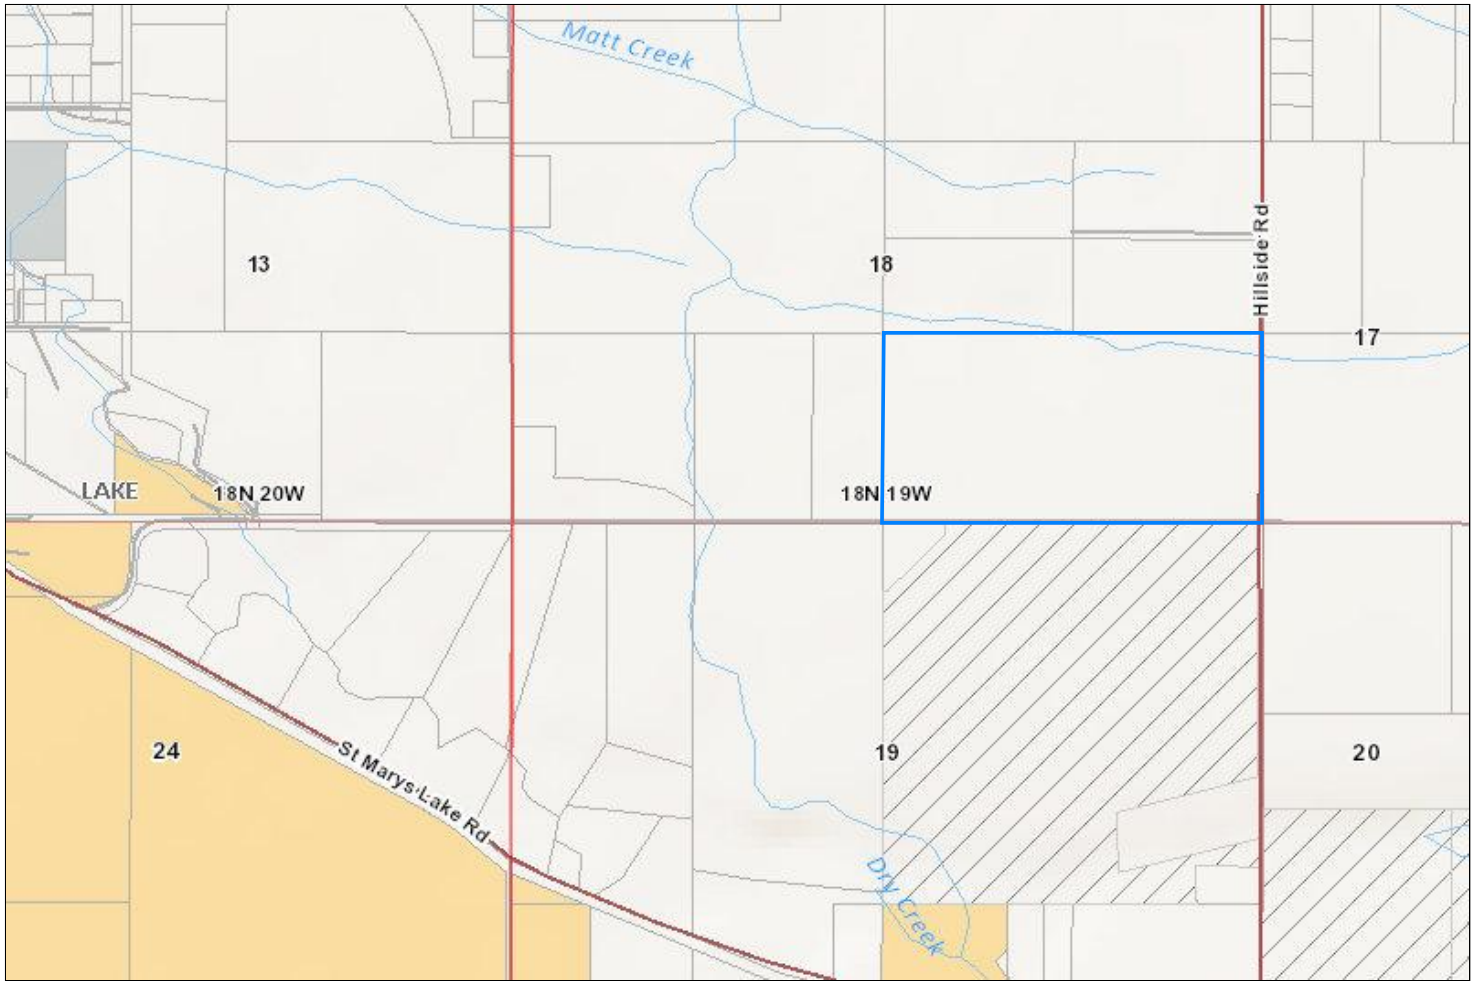 Matt Creek
Hillside Rd
13
18
17
LAKE
18N 20W
18N 19W
24
St Marys Lake Rd
19
20
Dry Creek